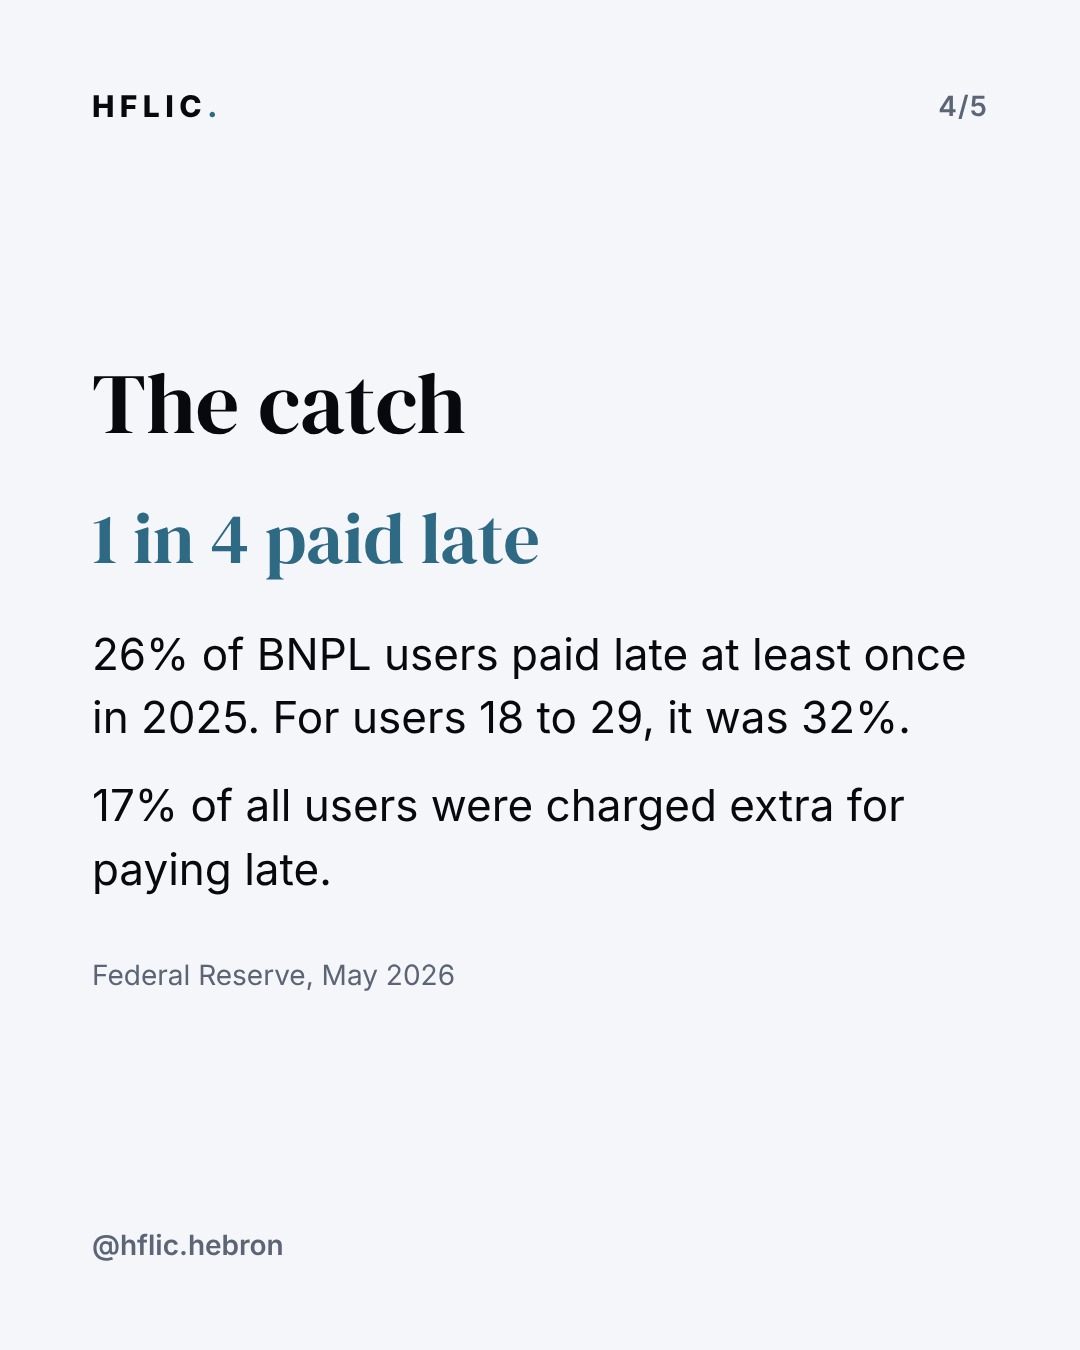 HFLIC.
4/5
The catch
1 in 4 paid late
26% of BNPL users paid late at least once
in 2025. For users 18 to 29, it was 32%.
17% of all users were charged extra for
paying late.
Federal Reserve, May 2026
@hflic.hebron